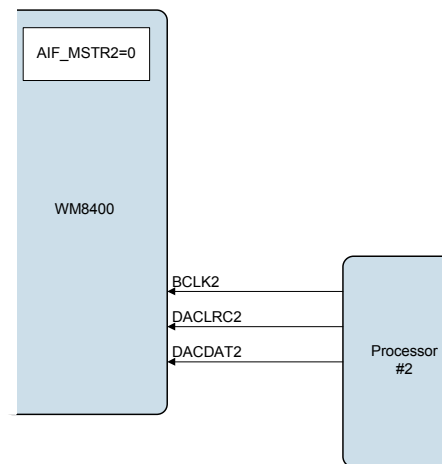 AIF_MSTR2=0
WM8400
BCLK2
DACLRC2
DACDAT2
Processor
#2